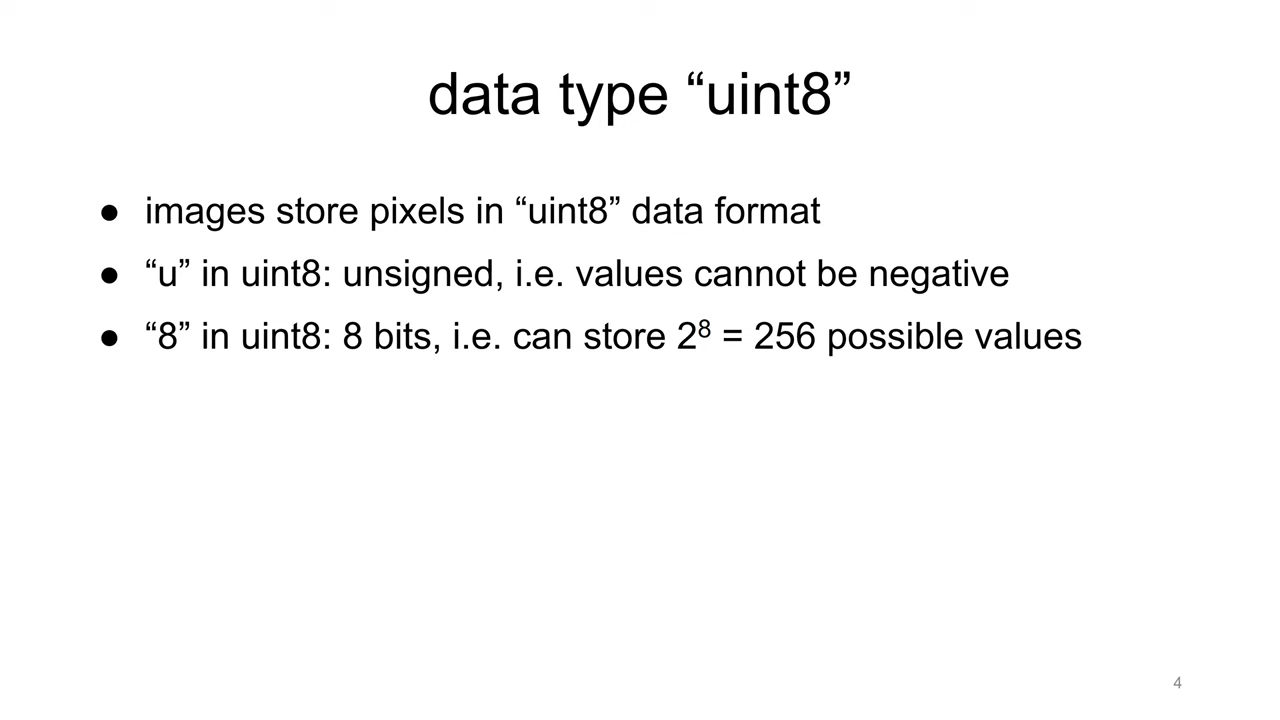 data type “uint8”
● images store pixels in “uint8” data format
● “u” in uint8: unsigned, i.e. values cannot be negative
● “8” in uint8: 8 bits, i.e. can store 2⁸ = 256 possible values
4